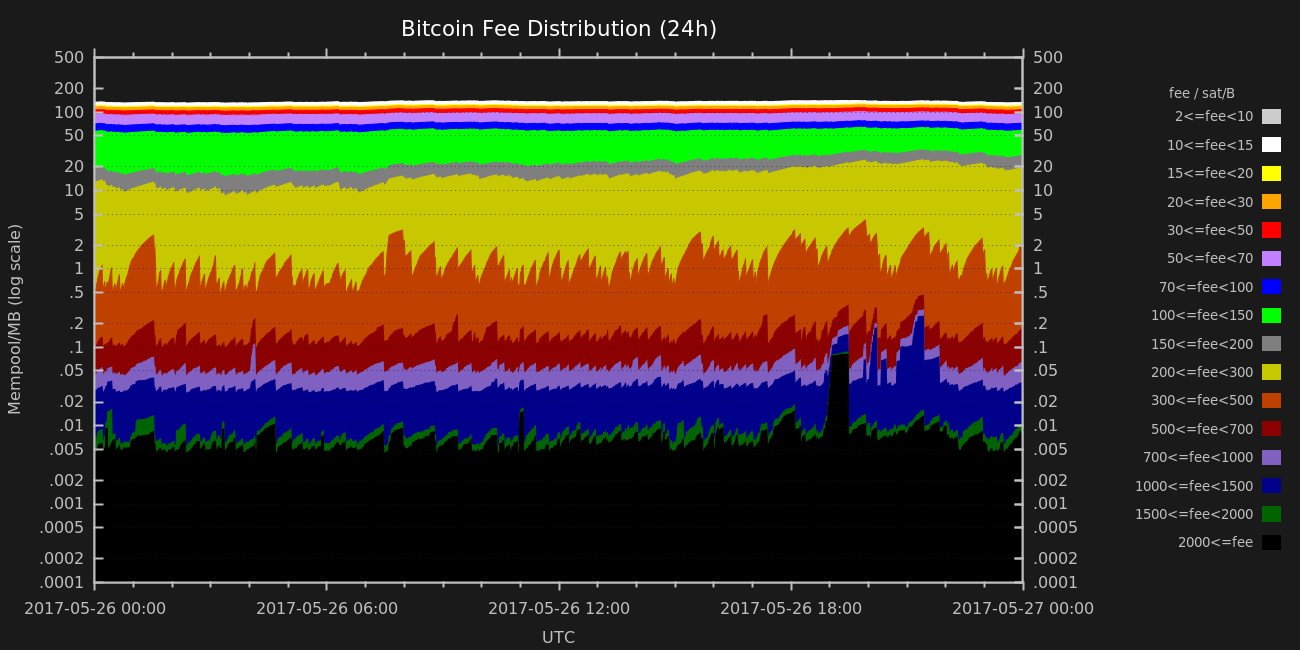 Bitcoin Fee Distribution (24h)
500
200
100
50
20
10
5
2
1
.5
.2
.1
.05
.02
.01
.005
.002
.001
.0005
.0002
.0001
Mempool/MB (log scale)
500
200
100
50
20
10
5
2
1
.5
.2
.1
.05
.02
.01
.005
.002
.001
.0005
.0002
.0001
2017-05-26 00:00
2017-05-26 06:00
2017-05-26 12:00
2017-05-26 18:00
2017-05-27 00:00
UTC
fee / sat/B
2<=fee<10
10<=fee<15
15<=fee<20
20<=fee<30
30<=fee<50
50<=fee<70
70<=fee<100
100<=fee<150
150<=fee<200
200<=fee<300
300<=fee<500
500<=fee<700
700<=fee<1000
1000<=fee<1500
1500<=fee<2000
2000<=fee